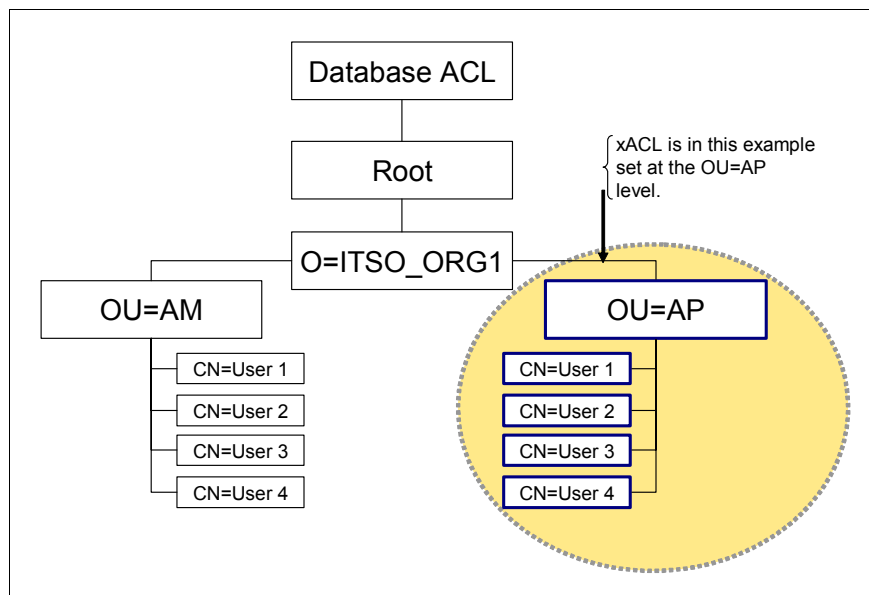 Database ACL
Root
xACL is in this example
set at the OU=AP
level.
O=ITSO_ORG1
OU=AM
CN=User 1
CN=User 2
CN=User 3
CN=User 4
OU=AP
CN=User 1
CN=User 2
CN=User 3
CN=User 4